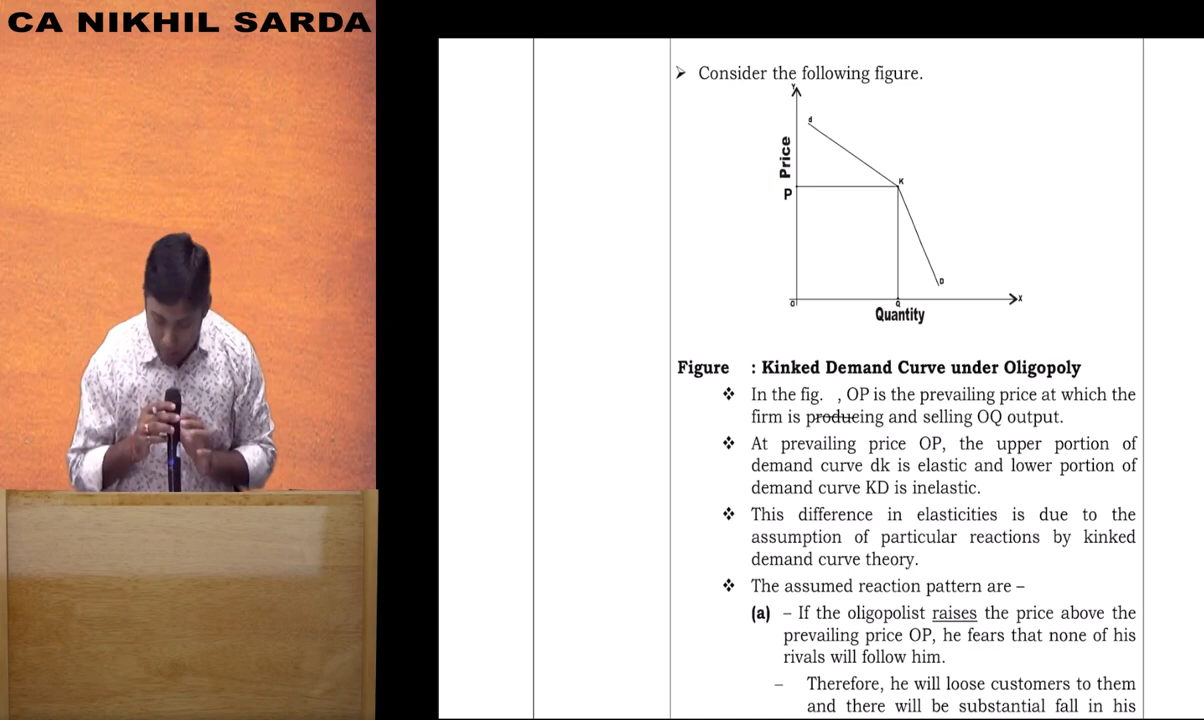 CA NIKHIL SARDA
➢ Consider the following figure.
Y
d
Price
K
P
D
O
Q
X
Quantity
Figure : Kinked Demand Curve under Oligopoly
❖ In the fig. , OP is the prevailing price at which the
firm is producing and selling OQ output.
❖ At prevailing price OP, the upper portion of
demand curve dk is elastic and lower portion of
demand curve KD is inelastic.
❖ This difference in elasticities is due to the
assumption of particular reactions by kinked
demand curve theory.
❖ The assumed reaction pattern are –
(a) – If the oligopolist raises the price above the
prevailing price OP, he fears that none of his
rivals will follow him.
– Therefore, he will loose customers to them
and there will be substantial fall in his